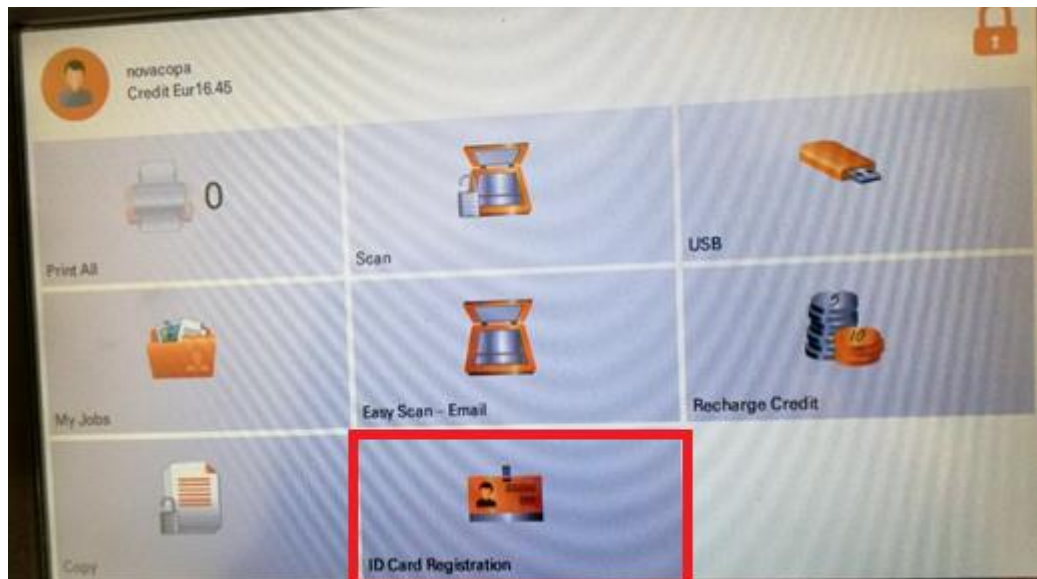 novacopa
Credit Eur16.45
0
Print All
Scan
USB
My Jobs
Easy Scan - Email
Recharge Credit
5
10
Copy
ID Card Registration